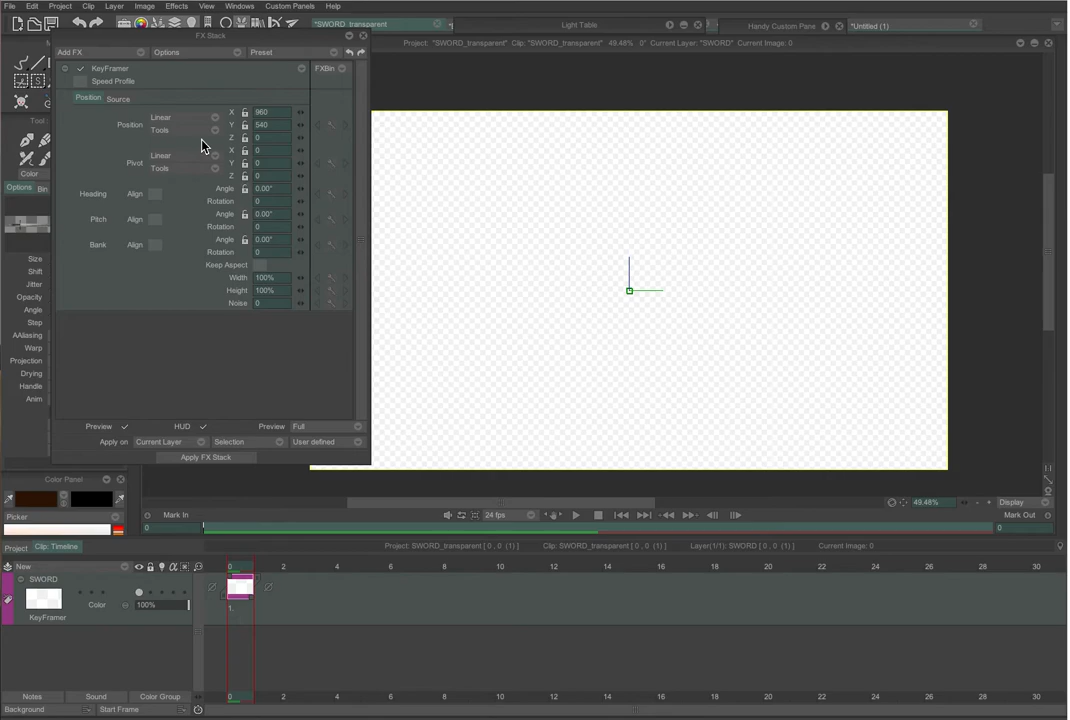 File Edit Project Clip Layer Image Effects View Windows Custom Panels Help
*SWORD_transparent
Light Table
Handy Custom Pane
*Untitled (1)
FX Stack
Project: "SWORD_transparent" Clip: "SWORD_transparent" 49.48% 0° Current Layer: "SWORD" Current Image: 0
Add FX Options Preset
KeyFramer FXBin
Speed Profile
Position Source
Linear X 960
Position Y 540
Tools Z 0
Linear X 0
Pivot Y 0
Tools Z 0
Angle 0.00°
Heading Align
Rotation 0
Angle 0.00°
Pitch Align
Rotation 0
Angle 0.00°
Bank Align
Rotation 0
Keep Aspect
Width 100%
Height 100%
Noise 0
Tool :
Color
Options Bin
Size
Shift
Jitter
Opacity
Angle
Step
AAliasing
Warp
Projection
Drying
Handle
Anim
Preview HUD Preview Full
Apply on Current Layer Selection User defined
Apply FX Stack
Color Panel
Picker
49.48% Display
Mark In 24 fps Mark Out
0 0
Project Clip: Timeline Project: SWORD_transparent [ 0 , 0 (1) ] Clip: SWORD_transparent [ 0 , 0 (1) ] Layer(1/1): SWORD [ 0 , 0 (1) ] Current Image: 0
New 0 2 4 6 8 10 12 14 16 18 20 22 24 26 28 30
SWORD
Color 100%
1.
KeyFramer
Notes Sound Color Group 0 2 4 6 8 10 12 14 16 18 20 22 24 26 28 30
Background Start Frame